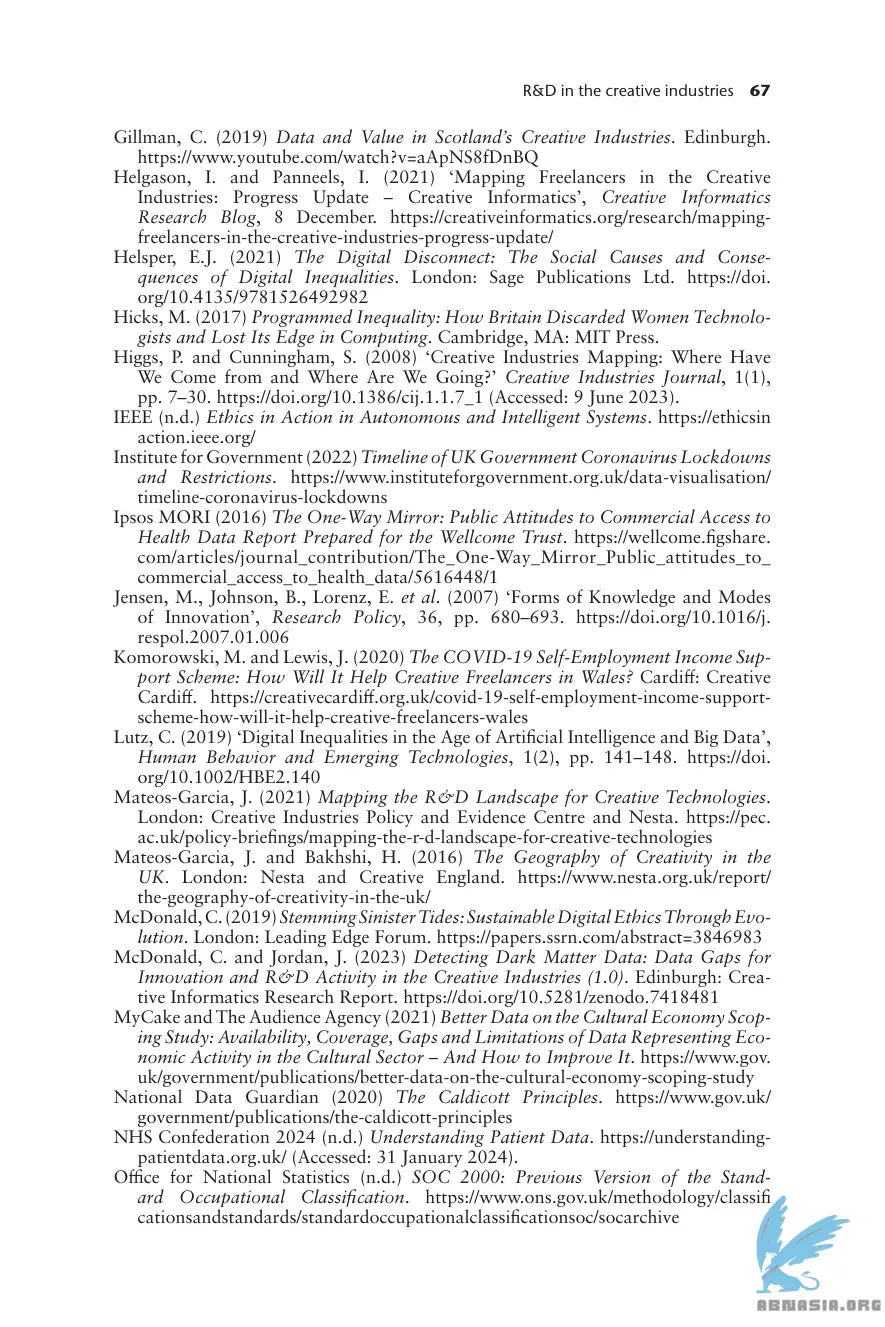 R&D in the creative industries 67
Gillman, C. (2019) Data and Value in Scotland’s Creative Industries. Edinburgh.
https://www.youtube.com/watch?v=aApNS8fDnBQ
Helgason, I. and Panneels, I. (2021) ‘Mapping Freelancers in the Creative
Industries: Progress Update – Creative Informatics’, Creative Informatics
Research Blog, 8 December. https://creativeinformatics.org/research/mapping-
freelancers-in-the-creative-industries-progress-update/
Helsper, E.J. (2021) The Digital Disconnect: The Social Causes and Conse-
quences of Digital Inequalities. London: Sage Publications Ltd. https://doi.
org/10.4135/9781526492982
Hicks, M. (2017) Programmed Inequality: How Britain Discarded Women Technolo-
gists and Lost Its Edge in Computing. Cambridge, MA: MIT Press.
Higgs, P. and Cunningham, S. (2008) ‘Creative Industries Mapping: Where Have
We Come from and Where Are We Going?’ Creative Industries Journal, 1(1),
pp. 7–30. https://doi.org/10.1386/cij.1.1.7_1 (Accessed: 9 June 2023).
IEEE (n.d.) Ethics in Action in Autonomous and Intelligent Systems. https://ethicsin
action.ieee.org/
Institute for Government (2022) Timeline of UK Government Coronavirus Lockdowns
and Restrictions. https://www.instituteforgovernment.org.uk/data-visualisation/
timeline-coronavirus-lockdowns
Ipsos MORI (2016) The One-Way Mirror: Public Attitudes to Commercial Access to
Health Data Report Prepared for the Wellcome Trust. https://wellcome.figshare.
com/articles/journal_contribution/The_One-Way_Mirror_Public_attitudes_to_
commercial_access_to_health_data/5616448/1
Jensen, M., Johnson, B., Lorenz, E. et al. (2007) ‘Forms of Knowledge and Modes
of Innovation’, Research Policy, 36, pp. 680–693. https://doi.org/10.1016/j.
respol.2007.01.006
Komorowski, M. and Lewis, J. (2020) The COVID-19 Self-Employment Income Sup-
port Scheme: How Will It Help Creative Freelancers in Wales? Cardiff: Creative
Cardiff. https://creativecardiff.org.uk/covid-19-self-employment-income-support-
scheme-how-will-it-help-creative-freelancers-wales
Lutz, C. (2019) ‘Digital Inequalities in the Age of Artificial Intelligence and Big Data’,
Human Behavior and Emerging Technologies, 1(2), pp. 141–148. https://doi.
org/10.1002/HBE2.140
Mateos-Garcia, J. (2021) Mapping the R&D Landscape for Creative Technologies.
London: Creative Industries Policy and Evidence Centre and Nesta. https://pec.
ac.uk/policy-briefings/mapping-the-r-d-landscape-for-creative-technologies
Mateos-Garcia, J. and Bakhshi, H. (2016) The Geography of Creativity in the
UK. London: Nesta and Creative England. https://www.nesta.org.uk/report/
the-geography-of-creativity-in-the-uk/
McDonald, C. (2019) Stemming Sinister Tides: Sustainable Digital Ethics Through Evo-
lution. London: Leading Edge Forum. https://papers.ssrn.com/abstract=3846983
McDonald, C. and Jordan, J. (2023) Detecting Dark Matter Data: Data Gaps for
Innovation and R&D Activity in the Creative Industries (1.0). Edinburgh: Crea-
tive Informatics Research Report. https://doi.org/10.5281/zenodo.7418481
MyCake and The Audience Agency (2021) Better Data on the Cultural Economy Scop-
ing Study: Availability, Coverage, Gaps and Limitations of Data Representing Eco-
nomic Activity in the Cultural Sector – And How to Improve It. https://www.gov.
uk/government/publications/better-data-on-the-cultural-economy-scoping-study
National Data Guardian (2020) The Caldicott Principles. https://www.gov.uk/
government/publications/the-caldicott-principles
NHS Confederation 2024 (n.d.) Understanding Patient Data. https://understanding-
patientdata.org.uk/ (Accessed: 31 January 2024).
Office for National Statistics (n.d.) SOC 2000: Previous Version of the Stand-
ard Occupational Classification. https://www.ons.gov.uk/methodology/classifi
cationsandstandards/standardoccupationalclassificationsoc/socarchive
ABNASIA.ORG